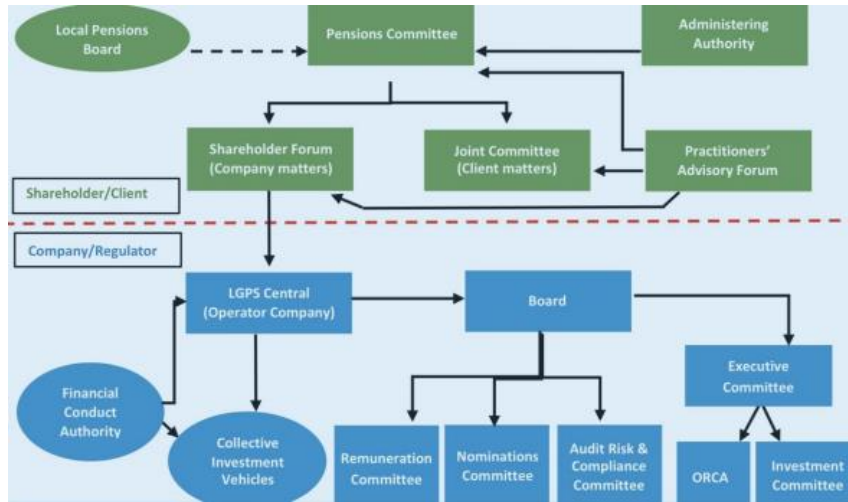 Local Pensions
Board
Pensions Committee
Administering
Authority
Shareholder Forum
(Company matters)
Joint Committee
(Client matters)
Practitioners'
Advisory Forum
Shareholder/Client
Company/Regulator
LGPS Central
(Operator Company)
Board
Financial
Conduct
Authority
Executive
Committee
Collective
Investment
Vehicles
Remuneration
Committee
Nominations
Committee
Audit Risk &
Compliance
Committee
ORCA
Investment
Committee